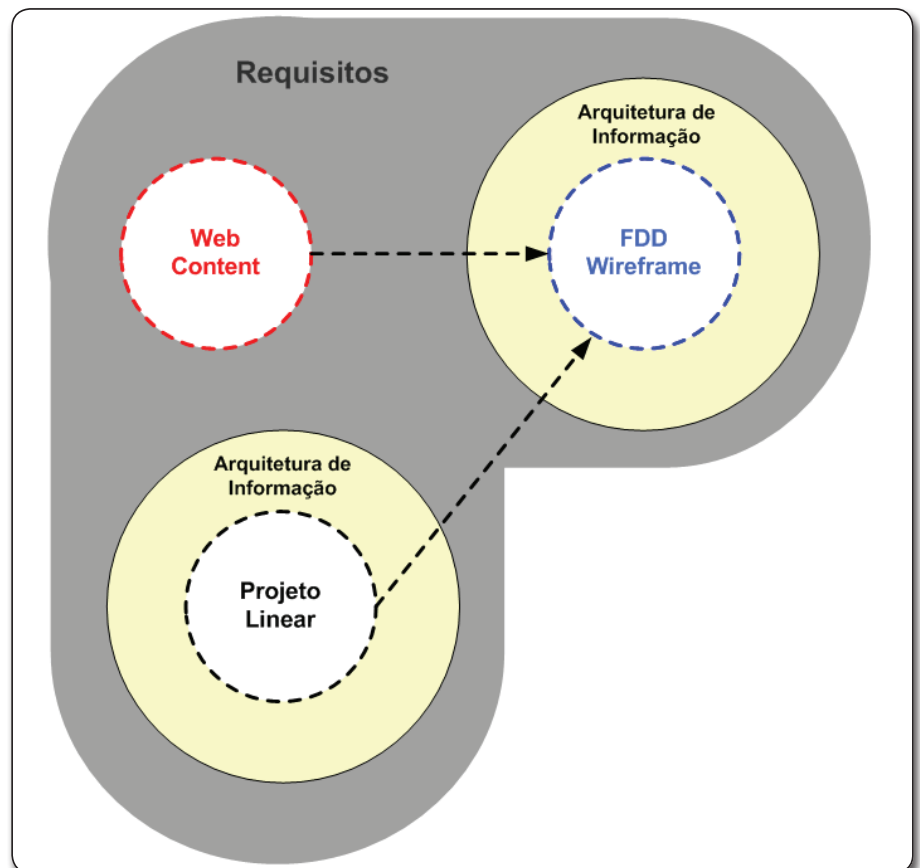 Requisitos
Arquitetura de
Informação
Web
Content
FDD
Wireframe
Arquitetura de
Informação
Projeto
Linear